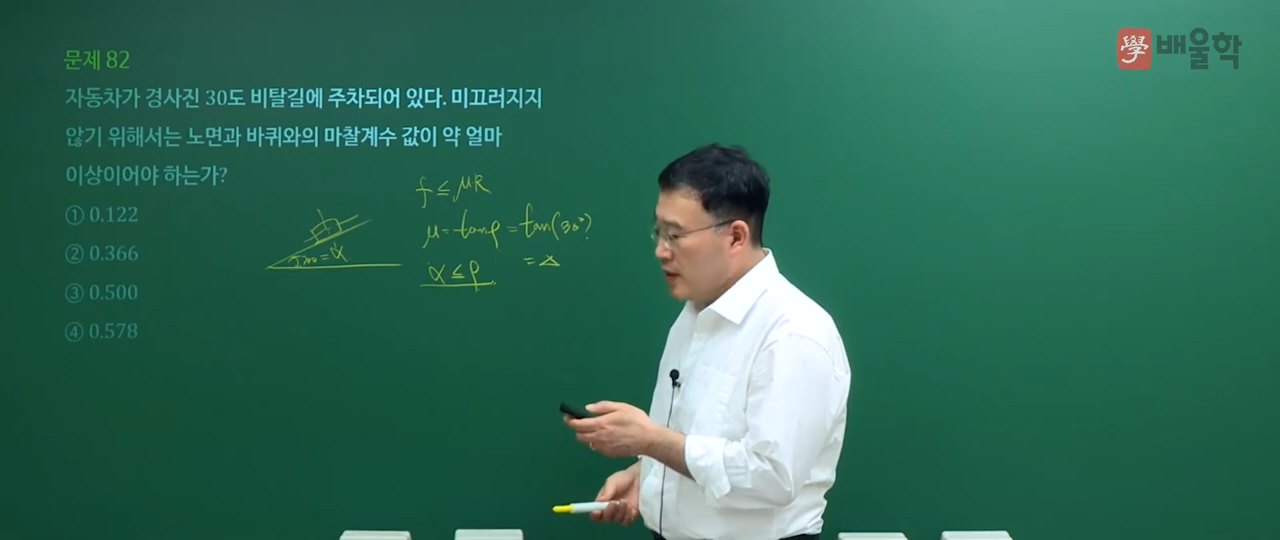 學 배울학
문제 82
자동차가 경사진 30도 비탈길에 주차되어 있다. 미끄러지지
않기 위해서는 노면과 바퀴와의 마찰계수 값이 약 얼마
이상이어야 하는가?
① 0.122
② 0.366
③ 0.500
④ 0.578
f ≤ μR
μ = tanρ = tan(30°)
=
= α
α ≤ ρ